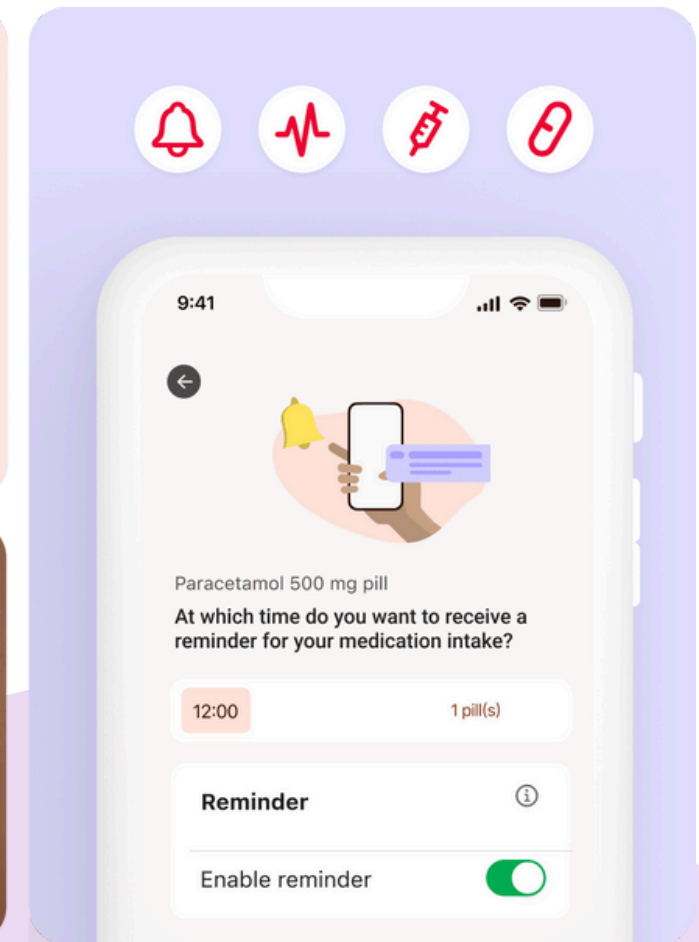 9:41
Paracetamol 500 mg pill
At which time do you want to receive a
reminder for your medication intake?
12:00 1 pill(s)
Reminder
Enable reminder